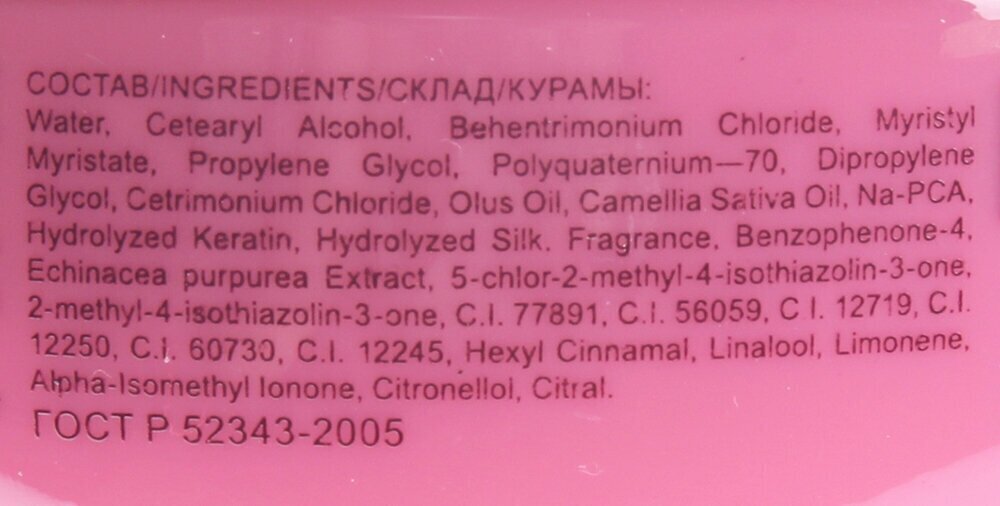 СОСТАВ/INGREDIENTS/СКЛАД/КУРАМЫ:
Water, Cetearyl Alcohol, Behentrimonium Chloride, Myristyl
Myristate, Propylene Glycol, Polyquaternium—70, Dipropylene
Glycol, Cetrimonium Chloride, Olus Oil, Camellia Sativa Oil, Na-PCA,
Hydrolyzed Keratin, Hydrolyzed Silk. Fragrance, Benzophenone-4,
Echinacea purpurea Extract, 5-chlor-2-methyl-4-isothiazolin-3-one,
2-methyl-4-isothiazolin-3-one, C.I. 77891, C.I. 56059, C I. 12719, C.I.
12250, C.I. 60730, C.I. 12245, Hexyl Cinnamal, Linalool, Limonene,
Alpha-Isomethyl Ionone, Citronellol, Citral.
ГОСТ Р 52343-2005